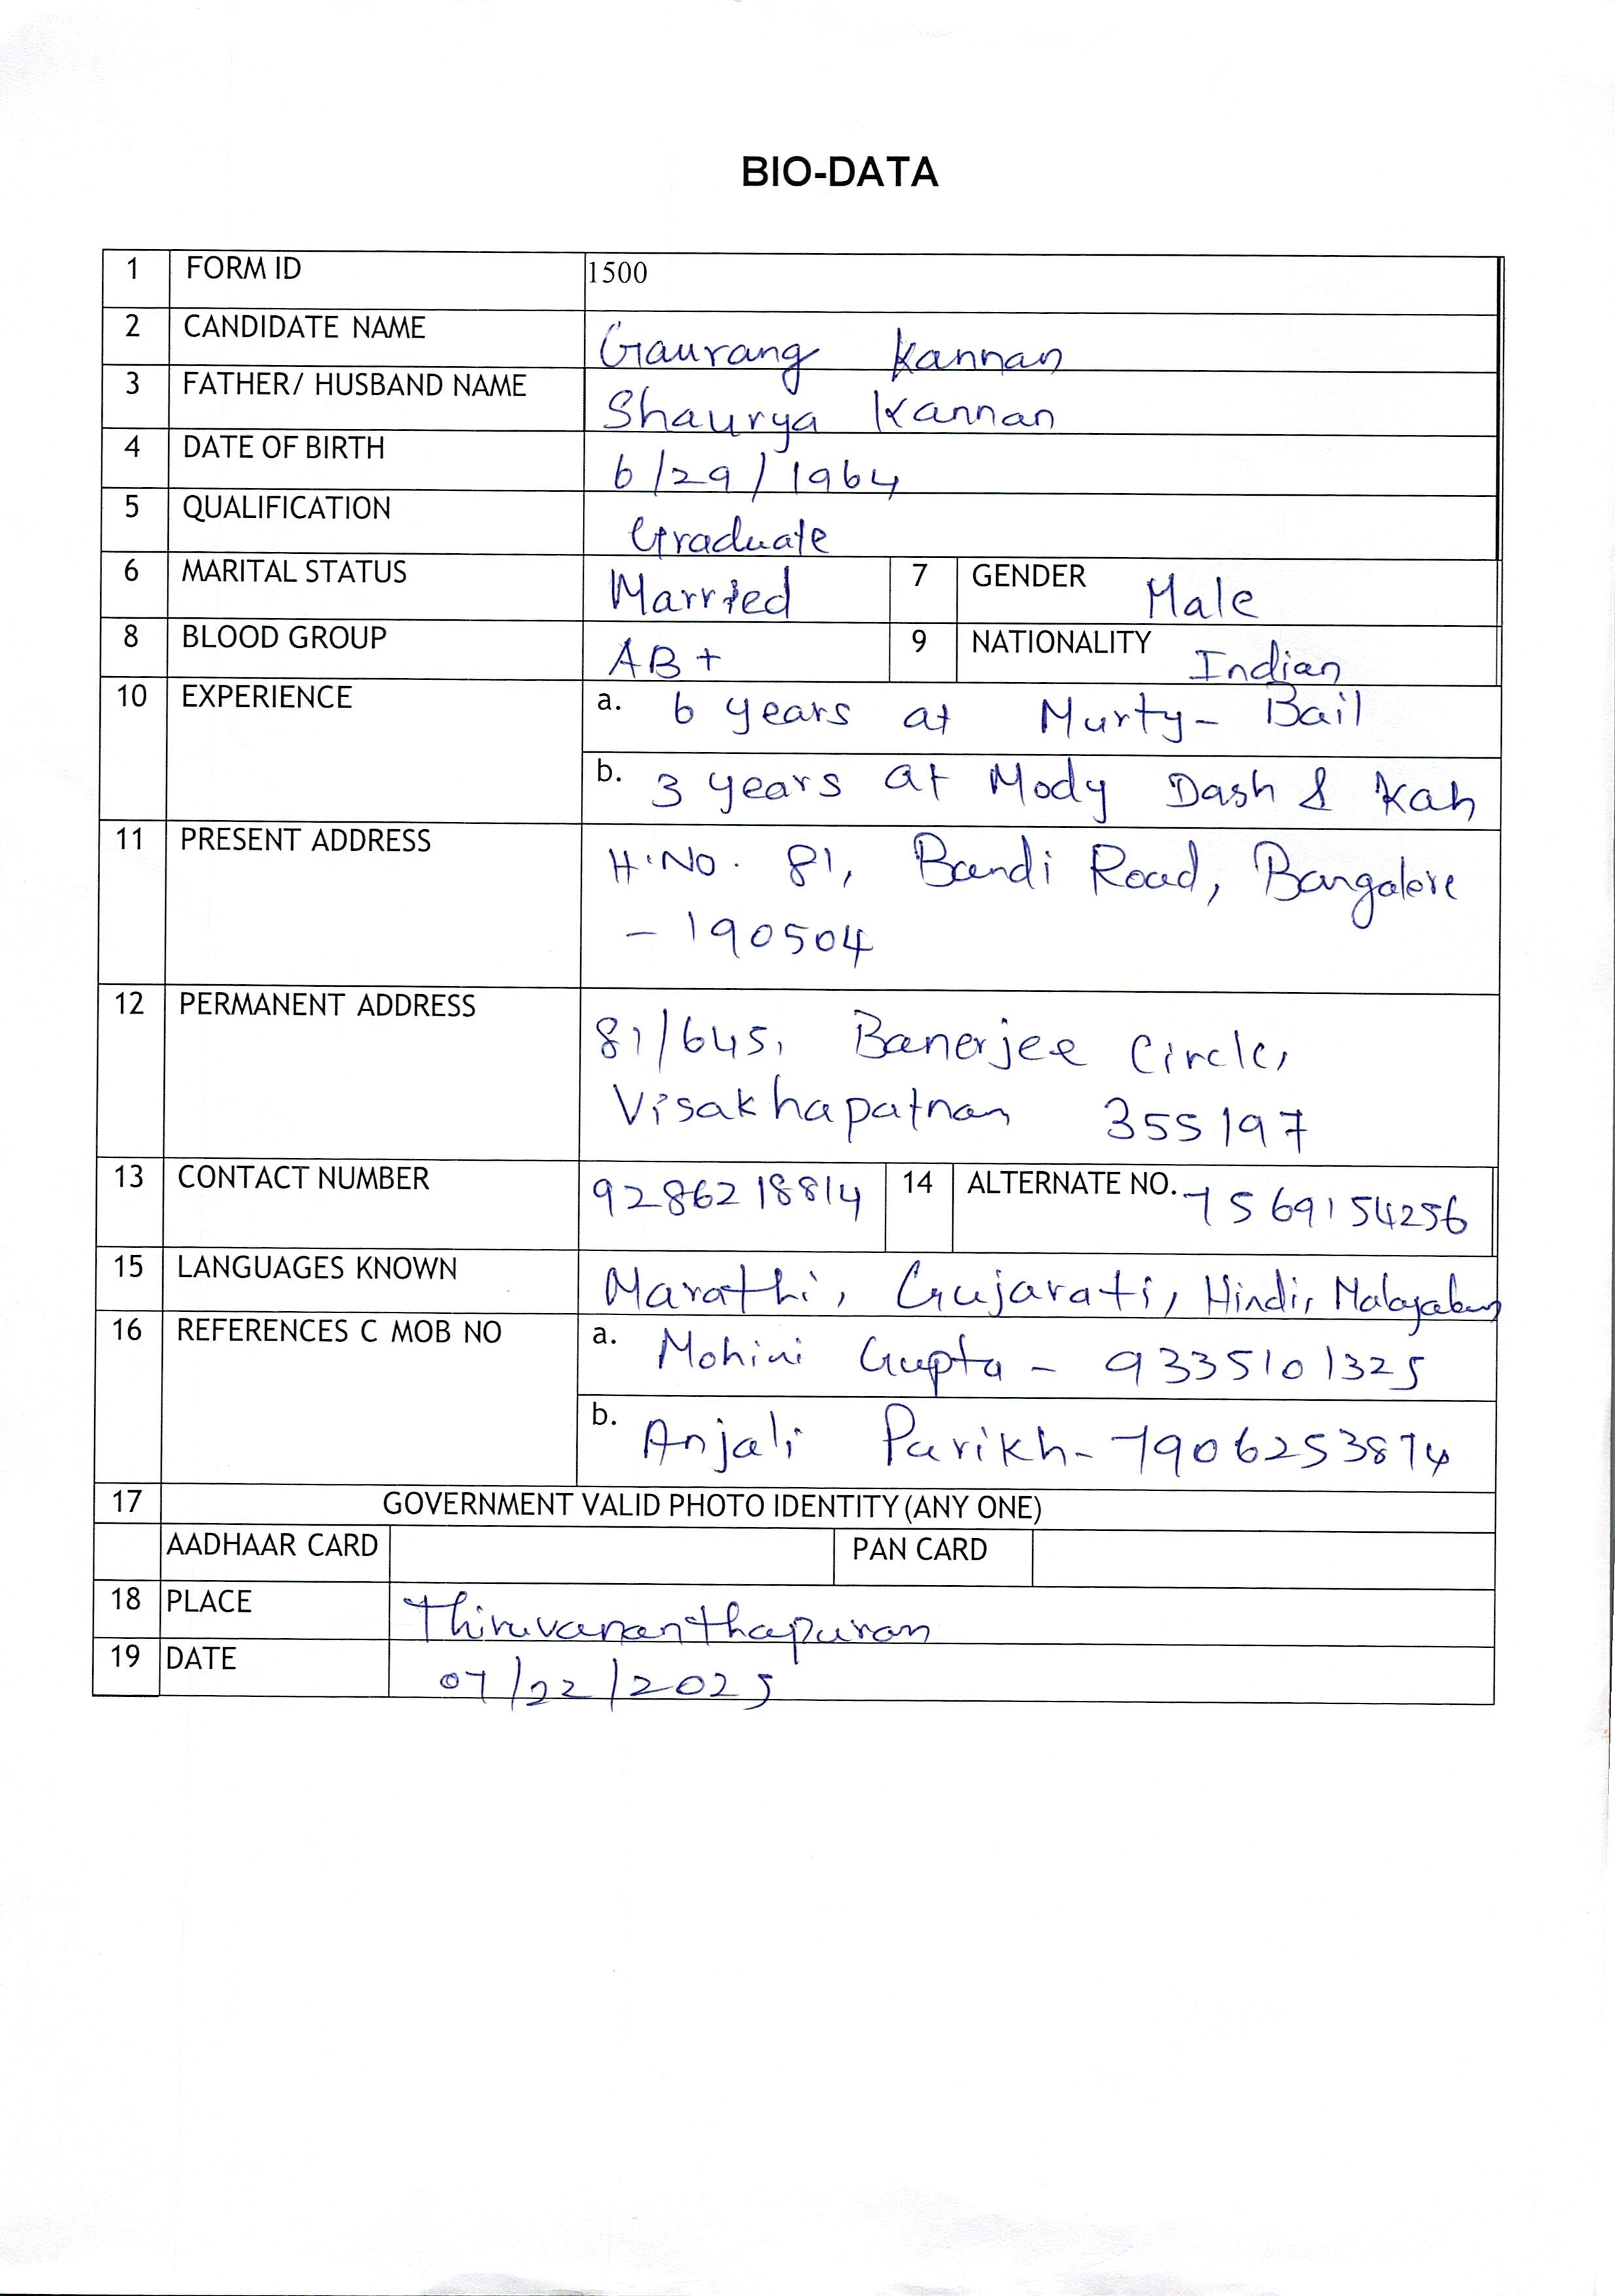 BIO-DATA
1 FORM ID 1500
2 CANDIDATE NAME Gaurang Kannan
3 FATHER/ HUSBAND NAME Shaurya Kannan
4 DATE OF BIRTH 6/29/1964
5 QUALIFICATION Graduate
6 MARITAL STATUS Married 7 GENDER Male
8 BLOOD GROUP AB+ 9 NATIONALITY Indian
10 EXPERIENCE a. 6 years at Murty- Bail
b. 3 years at Mody Dash & Kah
11 PRESENT ADDRESS H.No. 81, Bandi Road, Bangalore
- 190504
12 PERMANENT ADDRESS 81/645, Banerjee Circle,
Visakhapatnam 355197
13 CONTACT NUMBER 9286218814 14 ALTERNATE NO. 7569154256
15 LANGUAGES KNOWN Marathi, Gujarati, Hindi, Malayalam
16 REFERENCES C MOB NO a. Mohini Gupta - 9335101325
b. Anjali Parikh- 7906253874
17 GOVERNMENT VALID PHOTO IDENTITY (ANY ONE)
AADHAAR CARD PAN CARD
18 PLACE Thiruvananthapuram
19 DATE 07/22/2025